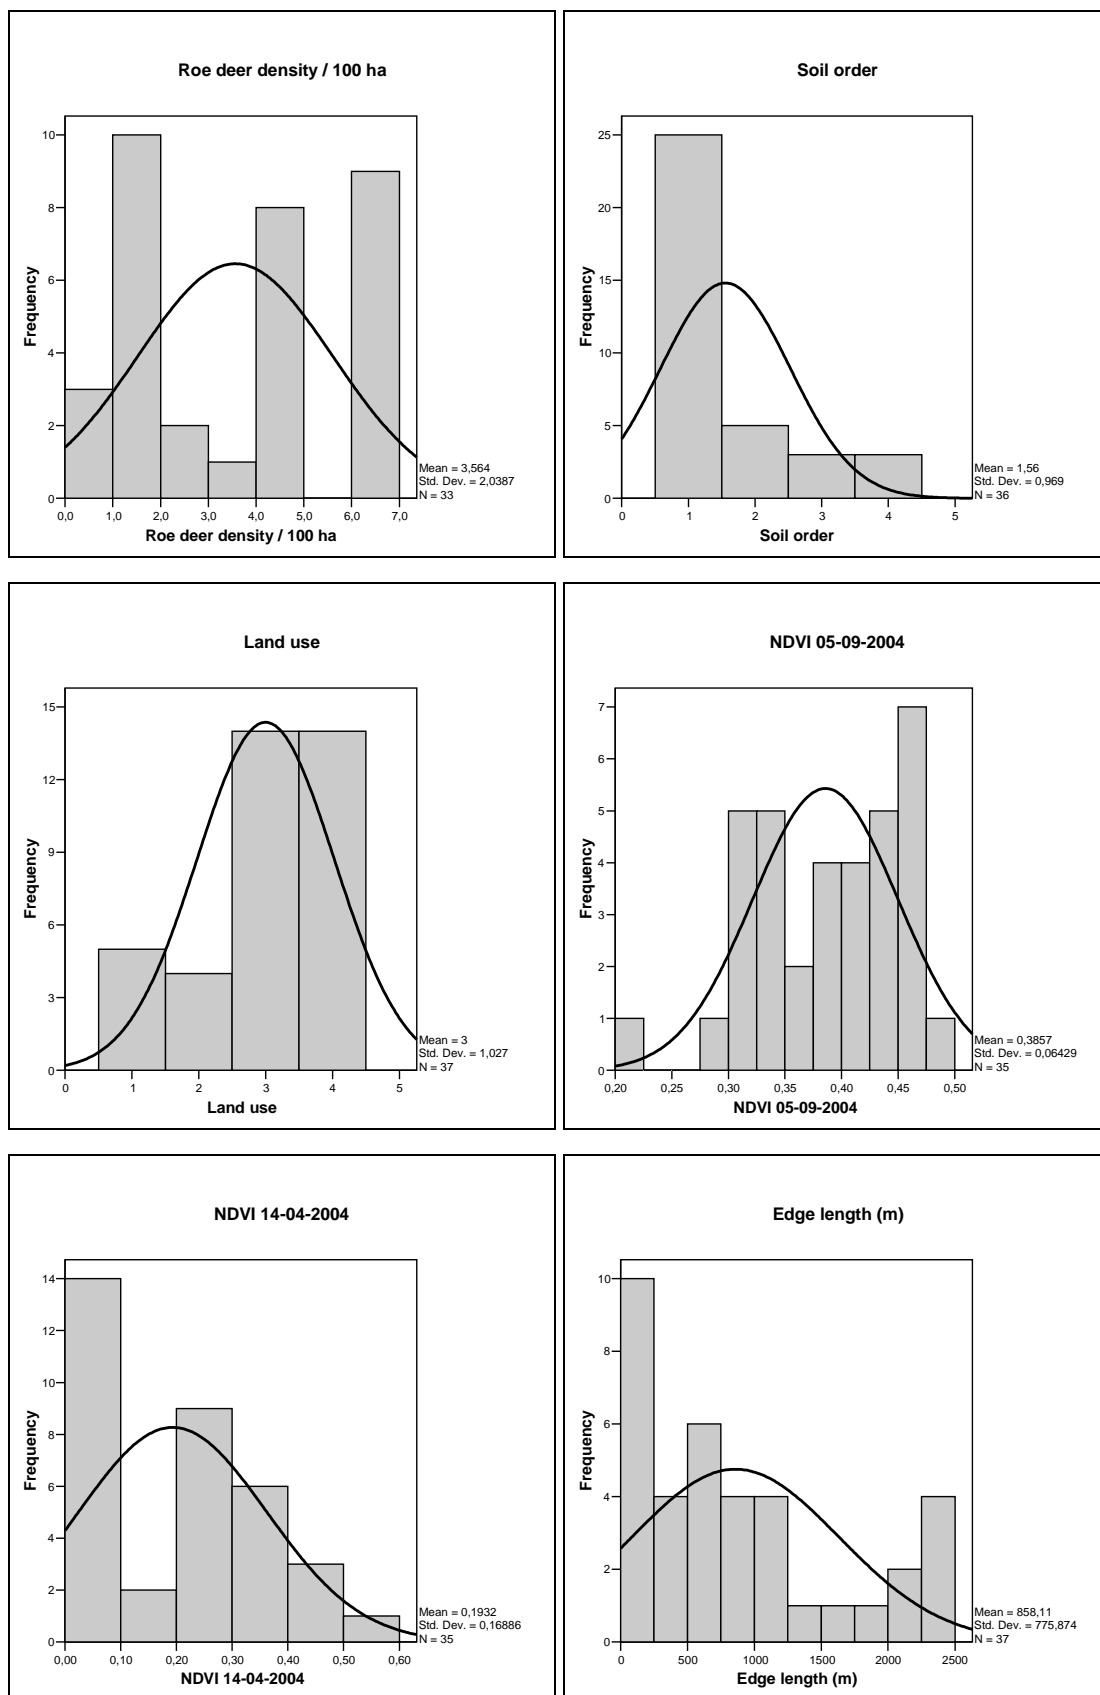 Roe deer density / 100 ha
Frequency
10
8
6
4
2
0
0,0 1,0 2,0 3,0 4,0 5,0 6,0 7,0
Roe deer density / 100 ha
Mean = 3,564
Std. Dev. = 2,0387
N = 33
Soil order
Frequency
25
20
15
10
5
0
0 1 2 3 4 5
Soil order
Mean = 1,56
Std. Dev. = 0,969
N = 36
Land use
Frequency
15
12
9
6
3
0
0 1 2 3 4 5
Land use
Mean = 3
Std. Dev. = 1,027
N = 37
NDVI 05-09-2004
Frequency
7
6
5
4
3
2
1
0
0,20 0,25 0,30 0,35 0,40 0,45 0,50
NDVI 05-09-2004
Mean = 0,3857
Std. Dev. = 0,06429
N = 35
NDVI 14-04-2004
Frequency
14
12
10
8
6
4
2
0
0,00 0,10 0,20 0,30 0,40 0,50 0,60
NDVI 14-04-2004
Mean = 0,1932
Std. Dev. = 0,16886
N = 35
Edge length (m)
Frequency
10
8
6
4
2
0
0 500 1000 1500 2000 2500
Edge length (m)
Mean = 858,11
Std. Dev. = 775,874
N = 37